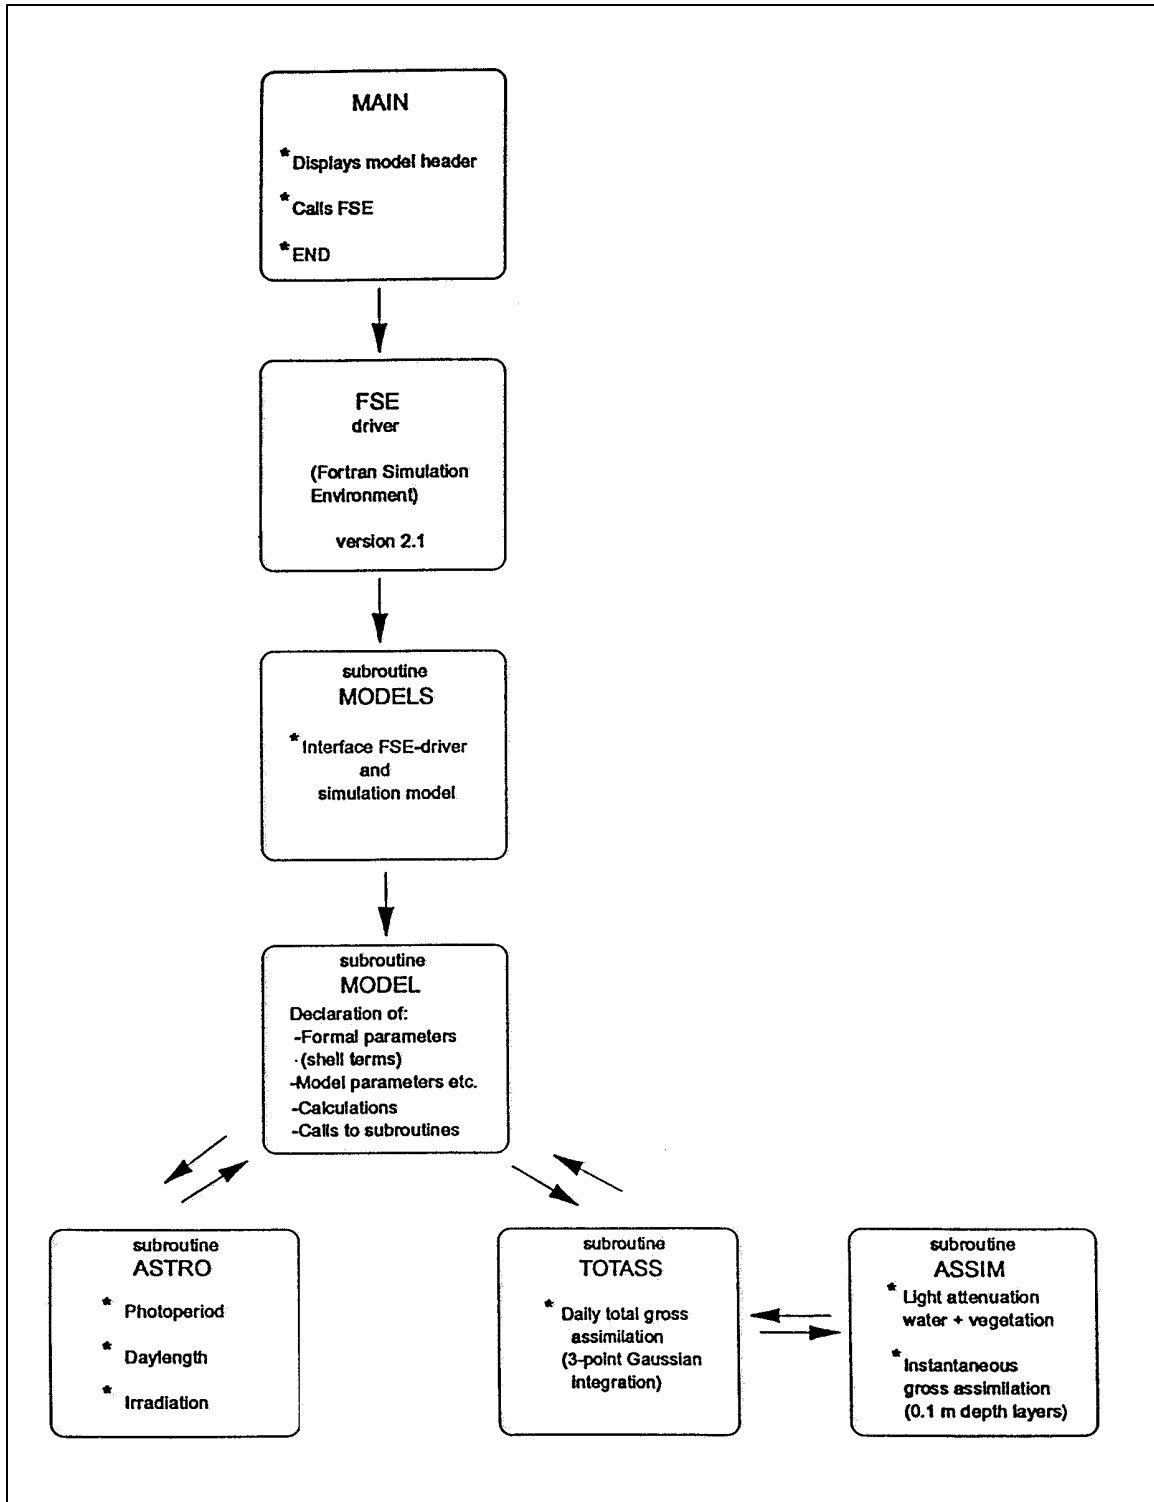 MAIN
* Displays model header
* Calls FSE
* END
FSE
driver
(Fortran Simulation
Environment)
version 2.1
subroutine
MODELS
* Interface FSE-driver
and
simulation model
subroutine
MODEL
Declaration of:
-Formal parameters
(shell terms)
-Model parameters etc.
-Calculations
-Calls to subroutines
subroutine
ASTRO
* Photoperiod
* Daylength
* Irradiation
subroutine
TOTASS
* Daily total gross
assimilation
(3-point Gaussian
integration)
subroutine
ASSIM
* Light attenuation
water + vegetation
* Instantaneous
gross assimilation
(0.1 m depth layers)